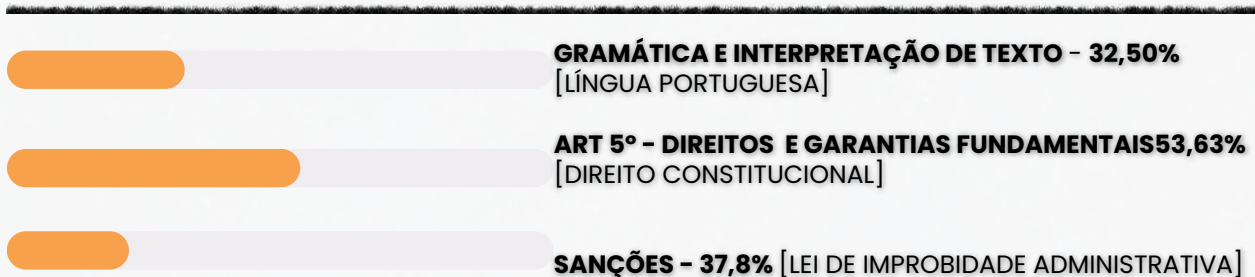 GRAMÁTICA E INTERPRETAÇÃO DE TEXTO - 32,50%
[LÍNGUA PORTUGUESA]
ART 5º - DIREITOS E GARANTIAS FUNDAMENTAIS53,63%
[DIREITO CONSTITUCIONAL]
SANÇÕES - 37,8% [LEI DE IMPROBIDADE ADMINISTRATIVA]